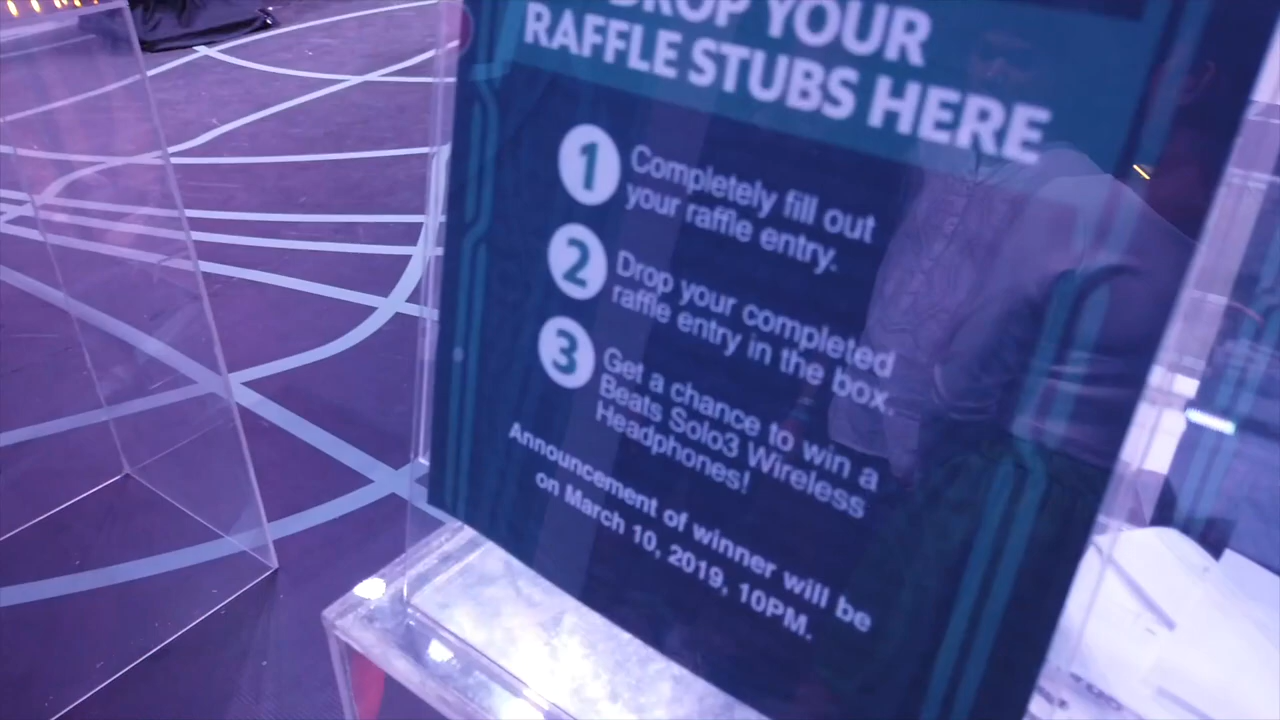 DROP YOUR
RAFFLE STUBS HERE
1 Completely fill out
your raffle entry.
2 Drop your completed
raffle entry in the box.
3 Get a chance to win a
Beats Solo3 Wireless
Headphones!
Announcement of winner will be
on March 10, 2019, 10PM.